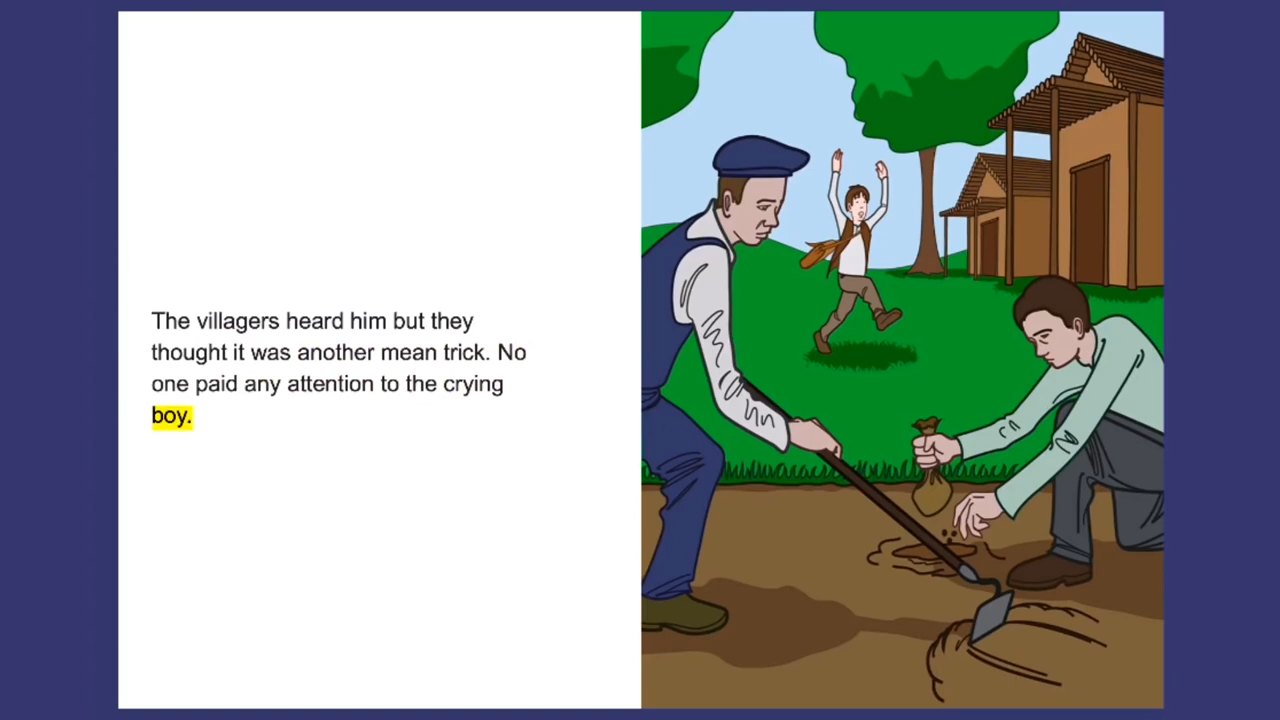 The villagers heard him but they
thought it was another mean trick. No
one paid any attention to the crying
boy.